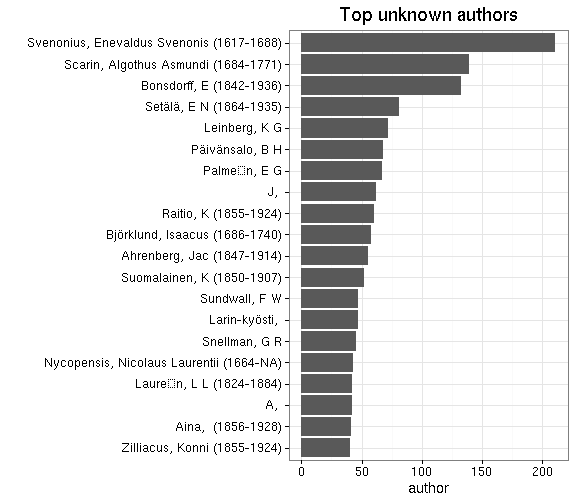 Top unknown authors
Svenonius, Enevaldus Svenonis (1617-1688)
Scarin, Algothus Asmundi (1684-1771)
Bonsdorff, E (1842-1936)
Setälä, E N (1864-1935)
Leinberg, K G
Päivänsalo, B H
Palme□n, E G
J,
Raitio, K (1855-1924)
Björklund, Isaacus (1686-1740)
Ahrenberg, Jac (1847-1914)
Suomalainen, K (1850-1907)
Sundwall, F W
Larin-kyösti,
Snellman, G R
Nycopensis, Nicolaus Laurentii (1664-NA)
Laure□n, L L (1824-1884)
A,
Aina,  (1856-1928)
Zilliacus, Konni (1855-1924)
0 50 100 150 200
author